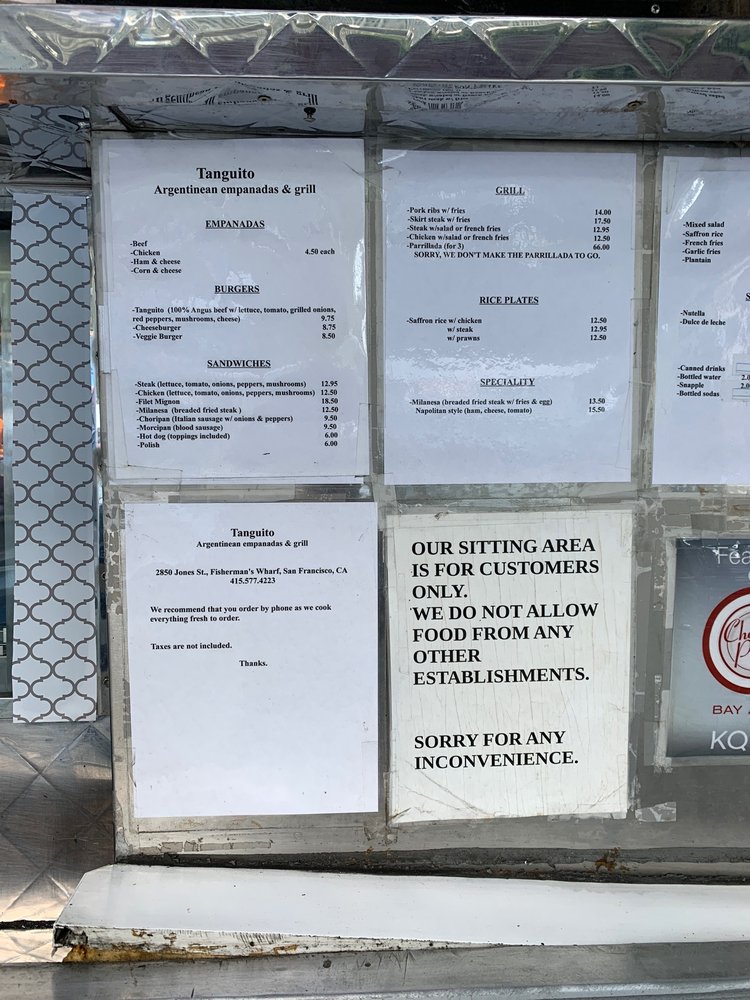 Tanguito
Argentinean empanadas & grill
EMPANADAS
-Beef
-Chicken 4.50 each
-Ham & cheese
-Corn & cheese
BURGERS
-Tanguito (100% Angus beef w/ lettuce, tomato, grilled onions,
red peppers, mushrooms, cheese) 9.75
-Cheeseburger 8.75
-Veggie Burger 8.50
SANDWICHES
-Steak (lettuce, tomato, onions, peppers, mushrooms) 12.95
-Chicken (lettuce, tomato, onions, peppers, mushrooms) 12.50
-Filet Mignon 18.50
-Milanesa (breaded fried steak ) 12.50
-Choripan (Italian sausage w/ onions & peppers) 9.50
-Morcipan (blood sausage) 9.50
-Hot dog (toppings included) 6.00
-Polish 6.00
GRILL
-Pork ribs w/ fries 14.00
-Skirt steak w/ fries 17.50
-Steak w/salad or french fries 12.95
-Chicken w/salad or french fries 12.50
-Parrillada (for 3) 66.00
SORRY, WE DON'T MAKE THE PARRILLADA TO GO.
RICE PLATES
-Saffron rice w/ chicken 12.50
w/ steak 12.95
w/ prawns 12.50
SPECIALITY
-Milanesa (breaded fried steak w/ fries & egg) 13.50
Napolitan style (ham, cheese, tomato) 15.50
-Mixed salad
-Saffron rice
-French fries
-Garlic fries
-Plantain
S
-Nutella
-Dulce de leche
-Canned drinks
-Bottled water 2.0
-Snapple 2.0
-Bottled sodas
Tanguito
Argentinean empanadas & grill
2850 Jones St., Fisherman's Wharf, San Francisco, CA
415.577.4223
We recommend that you order by phone as we cook
everything fresh to order.
Taxes are not included.
Thanks.
OUR SITTING AREA
IS FOR CUSTOMERS
ONLY.
WE DO NOT ALLOW
FOOD FROM ANY
OTHER
ESTABLISHMENTS.
SORRY FOR ANY
INCONVENIENCE.
Fea
BAY
KQ